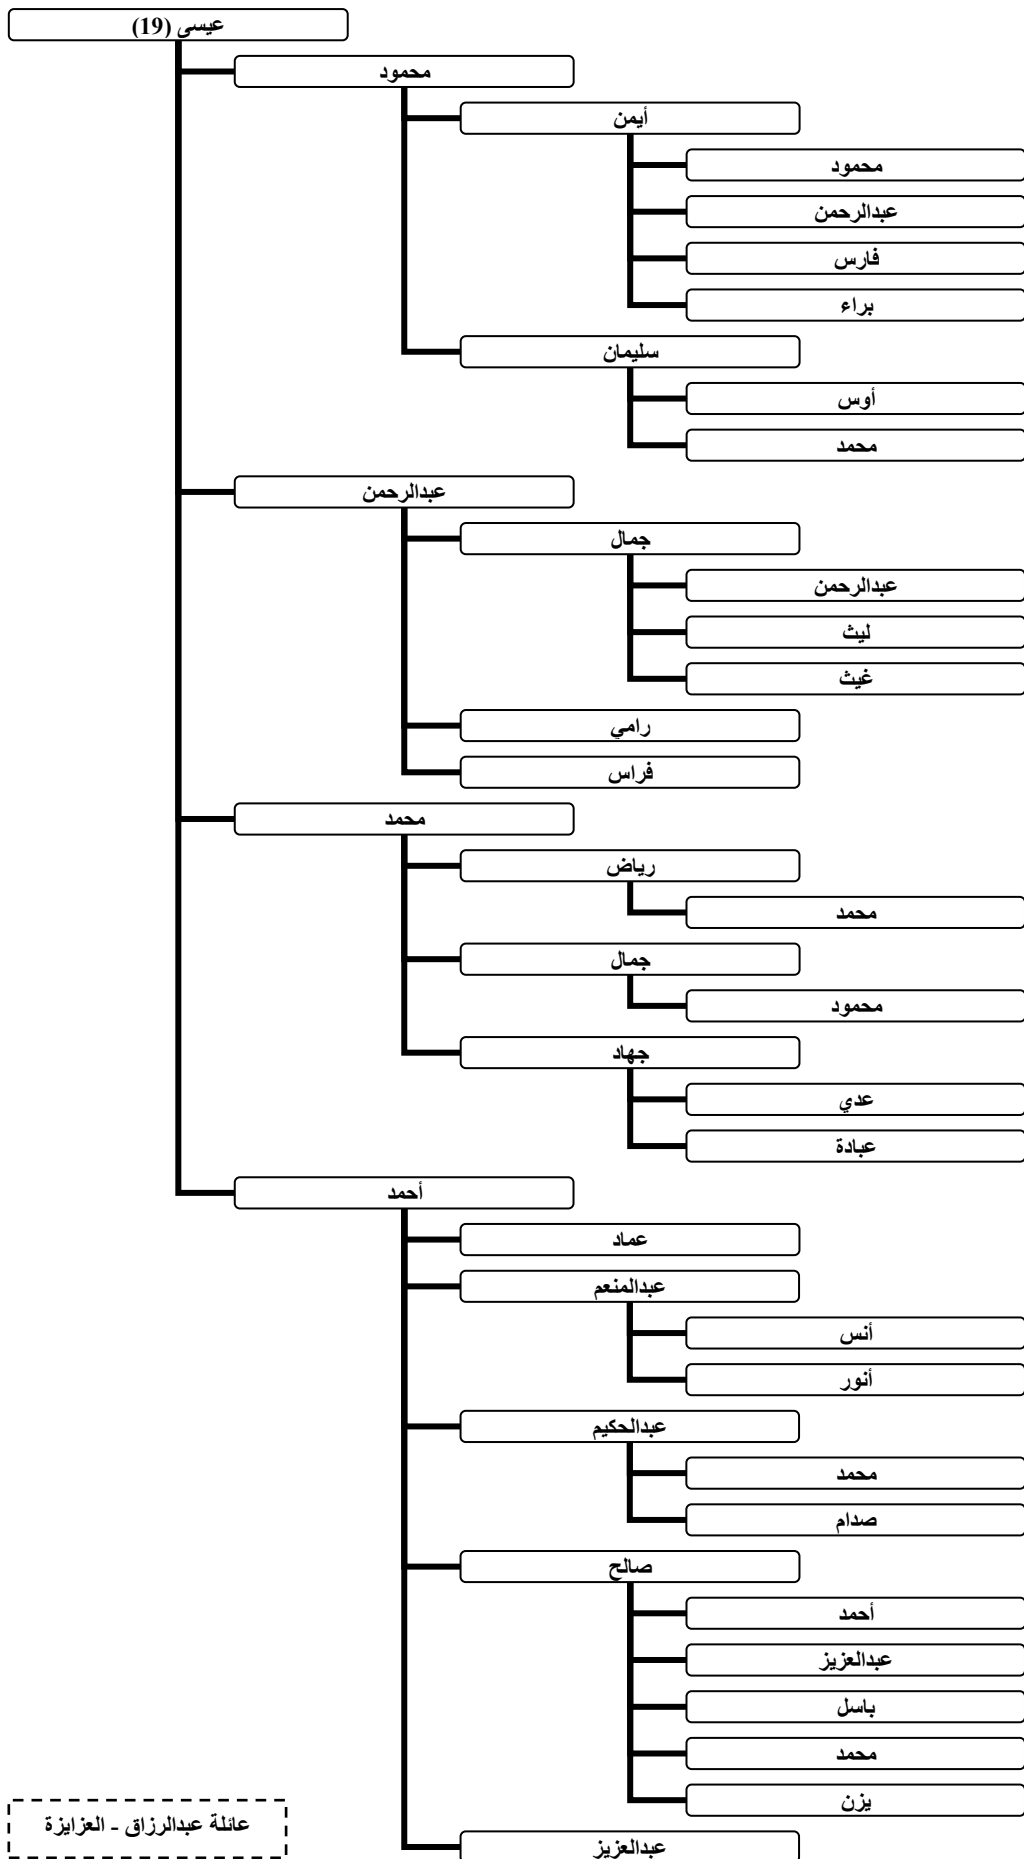 عيسى (19)
محمود
أيمن
محمود
عبدالرحمن
فارس
براء
سليمان
أوس
محمد
عبدالرحمن
جمال
عبدالرحمن
ليث
غيث
رامي
فراس
محمد
رياض
محمد
جمال
محمود
جهاد
عدي
عبادة
أحمد
عماد
عبدالمنعم
أنس
أنور
عبدالحكيم
محمد
صدام
صالح
أحمد
عبدالعزيز
باسل
محمد
يزن
عبدالعزيز
عائلة عبدالرزاق - العزايزة